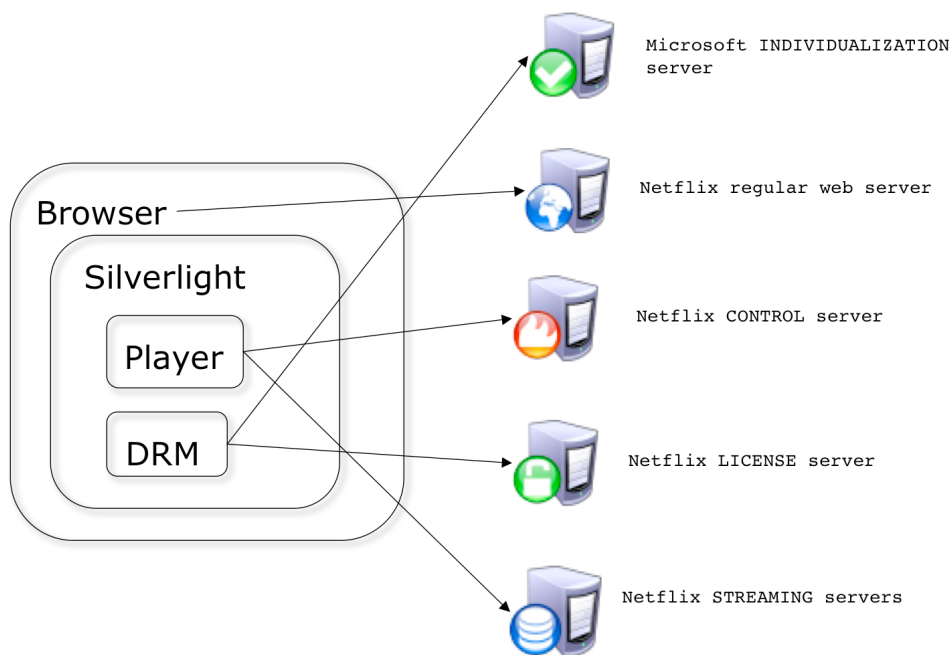 Microsoft INDIVIDUALIZATION
server
Browser
Netflix regular web server
Silverlight
Netflix CONTROL server
Player
DRM
Netflix LICENSE server
Netflix STREAMING servers